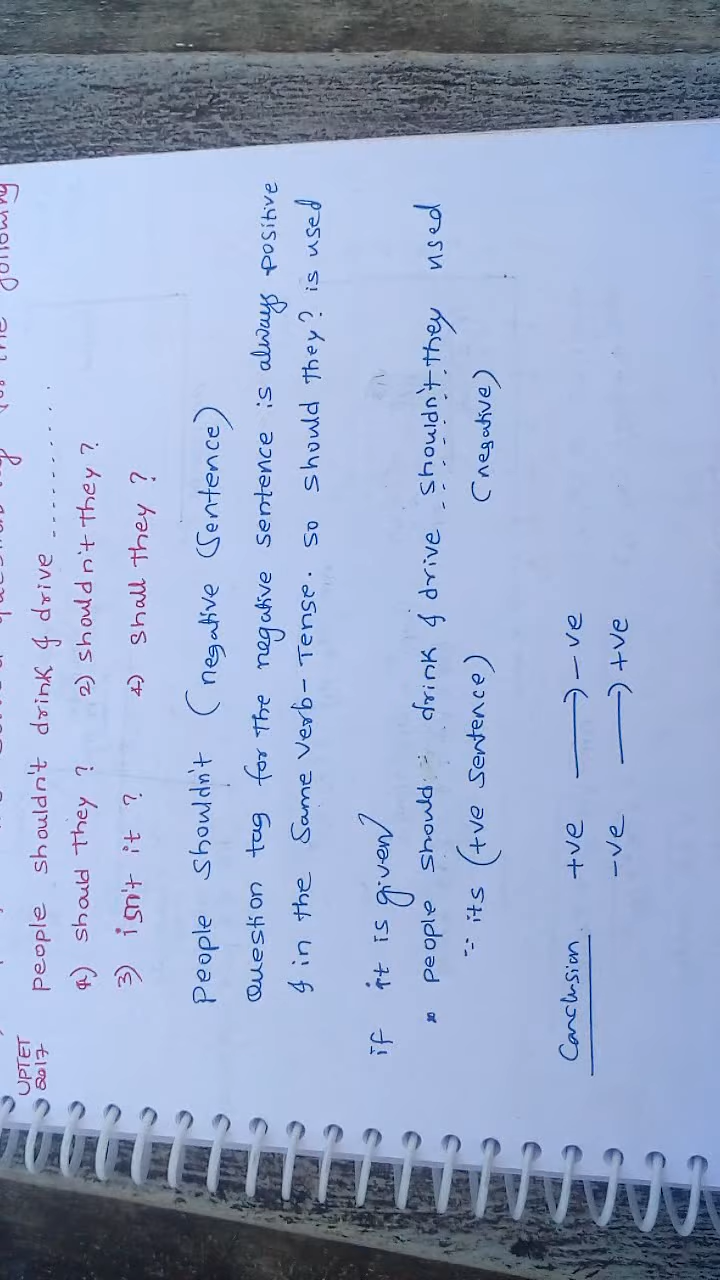 UPTET
2017
people shouldn't drink & drive ...........
1) should they ? 2) shouldn't they ?
3) isn't it ? 4) shall they ?
People shouldn't (negative sentence)
Question tag for the negative sentence is always positive
& in the same verb-Tense. so should they? is used
if it is given
people should drink & drive shouldn't they used
∵ its (+ve sentence) (negative)
Conclusion +ve ⟶ -ve
-ve ⟶ +ve